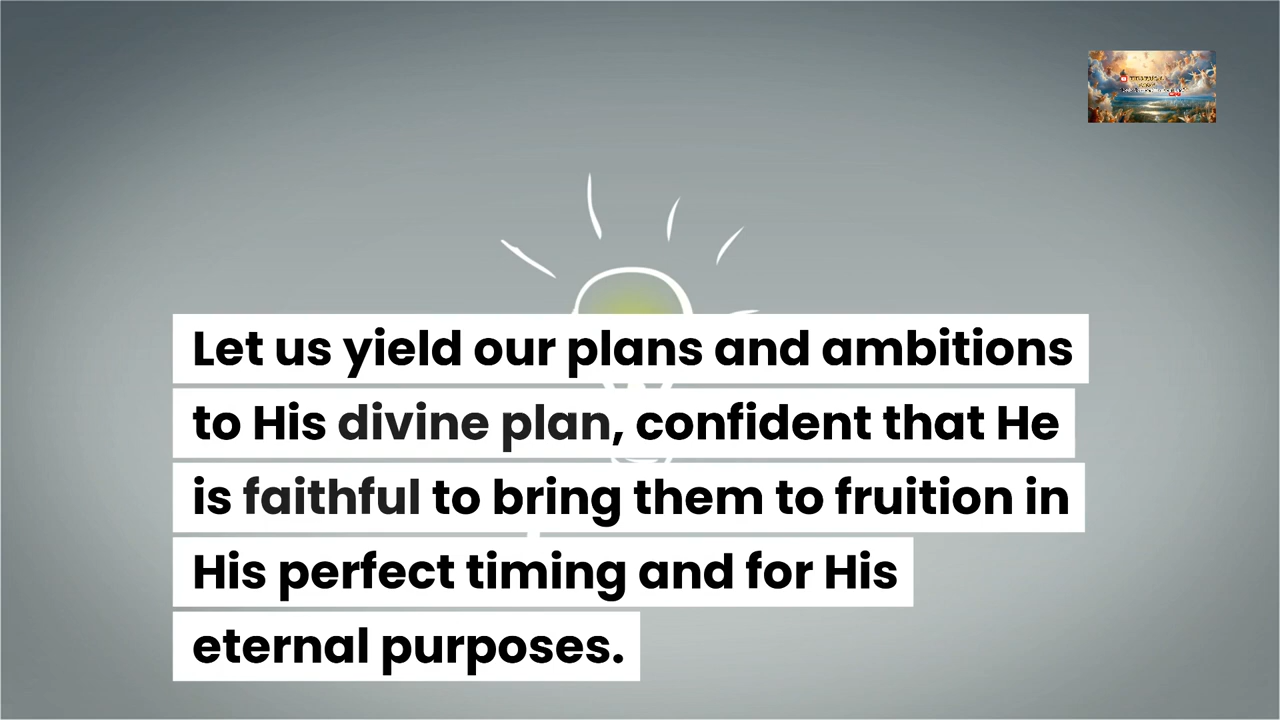 Let us yield our plans and ambitions
to His divine plan, confident that He
is faithful to bring them to fruition in
His perfect timing and for His
eternal purposes.